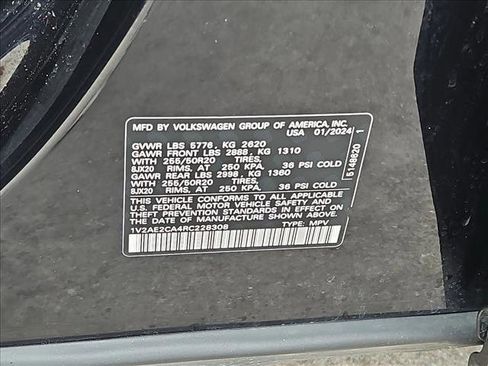 MFD BY VOLKSWAGEN GROUP OF AMERICA, INC.
USA 01/2024
GVWR LBS 5776, KG 2620
GAWR FRONT LBS 2888, KG 1310
WITH 255/50R20 TIRES,
8JX20 RIMS, AT 250 KPA, 36 PSI COLD
GAWR REAR LBS 2998, KG 1360
WITH 255/50R20 TIRES,
8JX20 RIMS, AT 250 KPA, 36 PSI COLD
THIS VEHICLE CONFORMS TO ALL APPLICABLE
U.S. FEDERAL MOTOR VEHICLE SAFETY AND
THEFT PREVENTION STANDARDS IN EFFECT ON
THE DATE OF MANUFACTURE SHOWN ABOVE.
1V2AE2CA4RC228308 TYPE: MPV
5148620 1